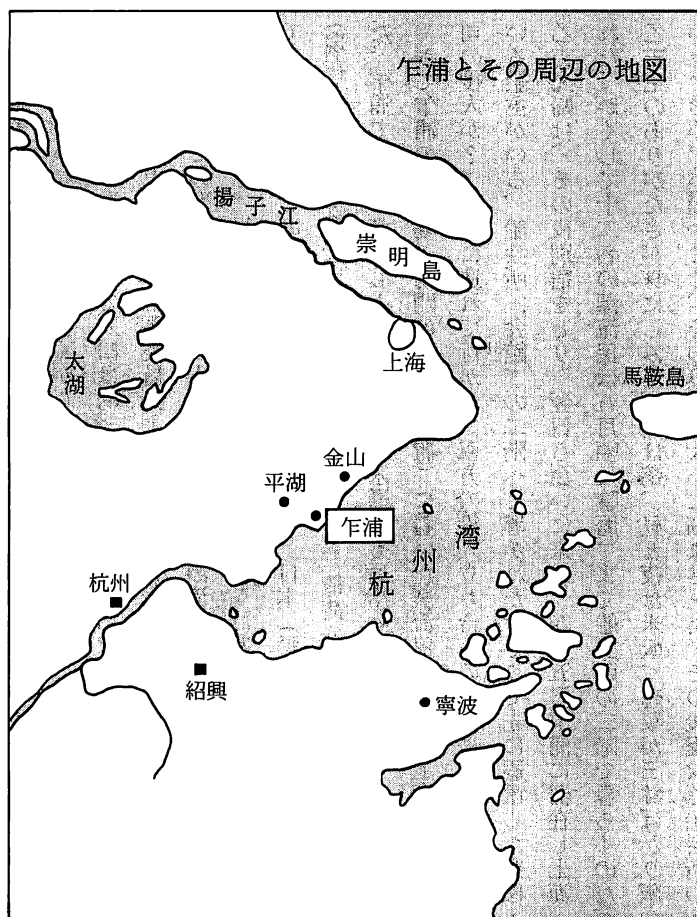 乍浦とその周辺の地図
揚子江
崇明島
太湖
上海
馬鞍島
金山
平湖
乍浦
杭州湾
杭州
紹興
寧波